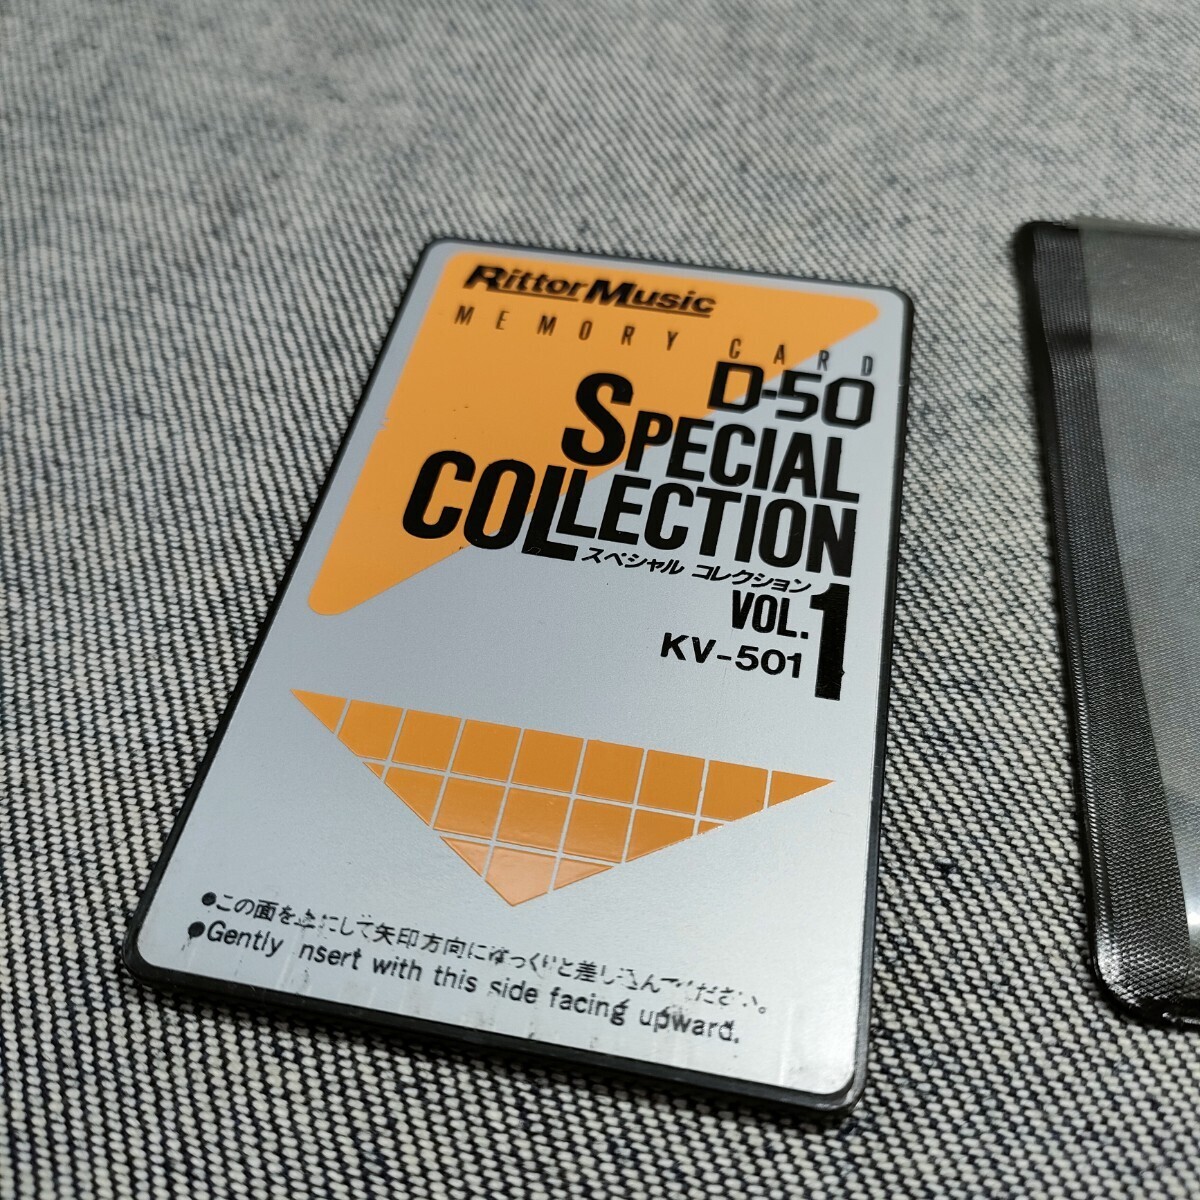 RittorMusic
MEMORY CARD
D-50
SPECIAL
COLLECTION
スペシャル コレクション
VOL.1
KV-501
●この面を上にして矢印方向にゆっくりと差し込んでください。
●Gently nsert with this side facing upward.